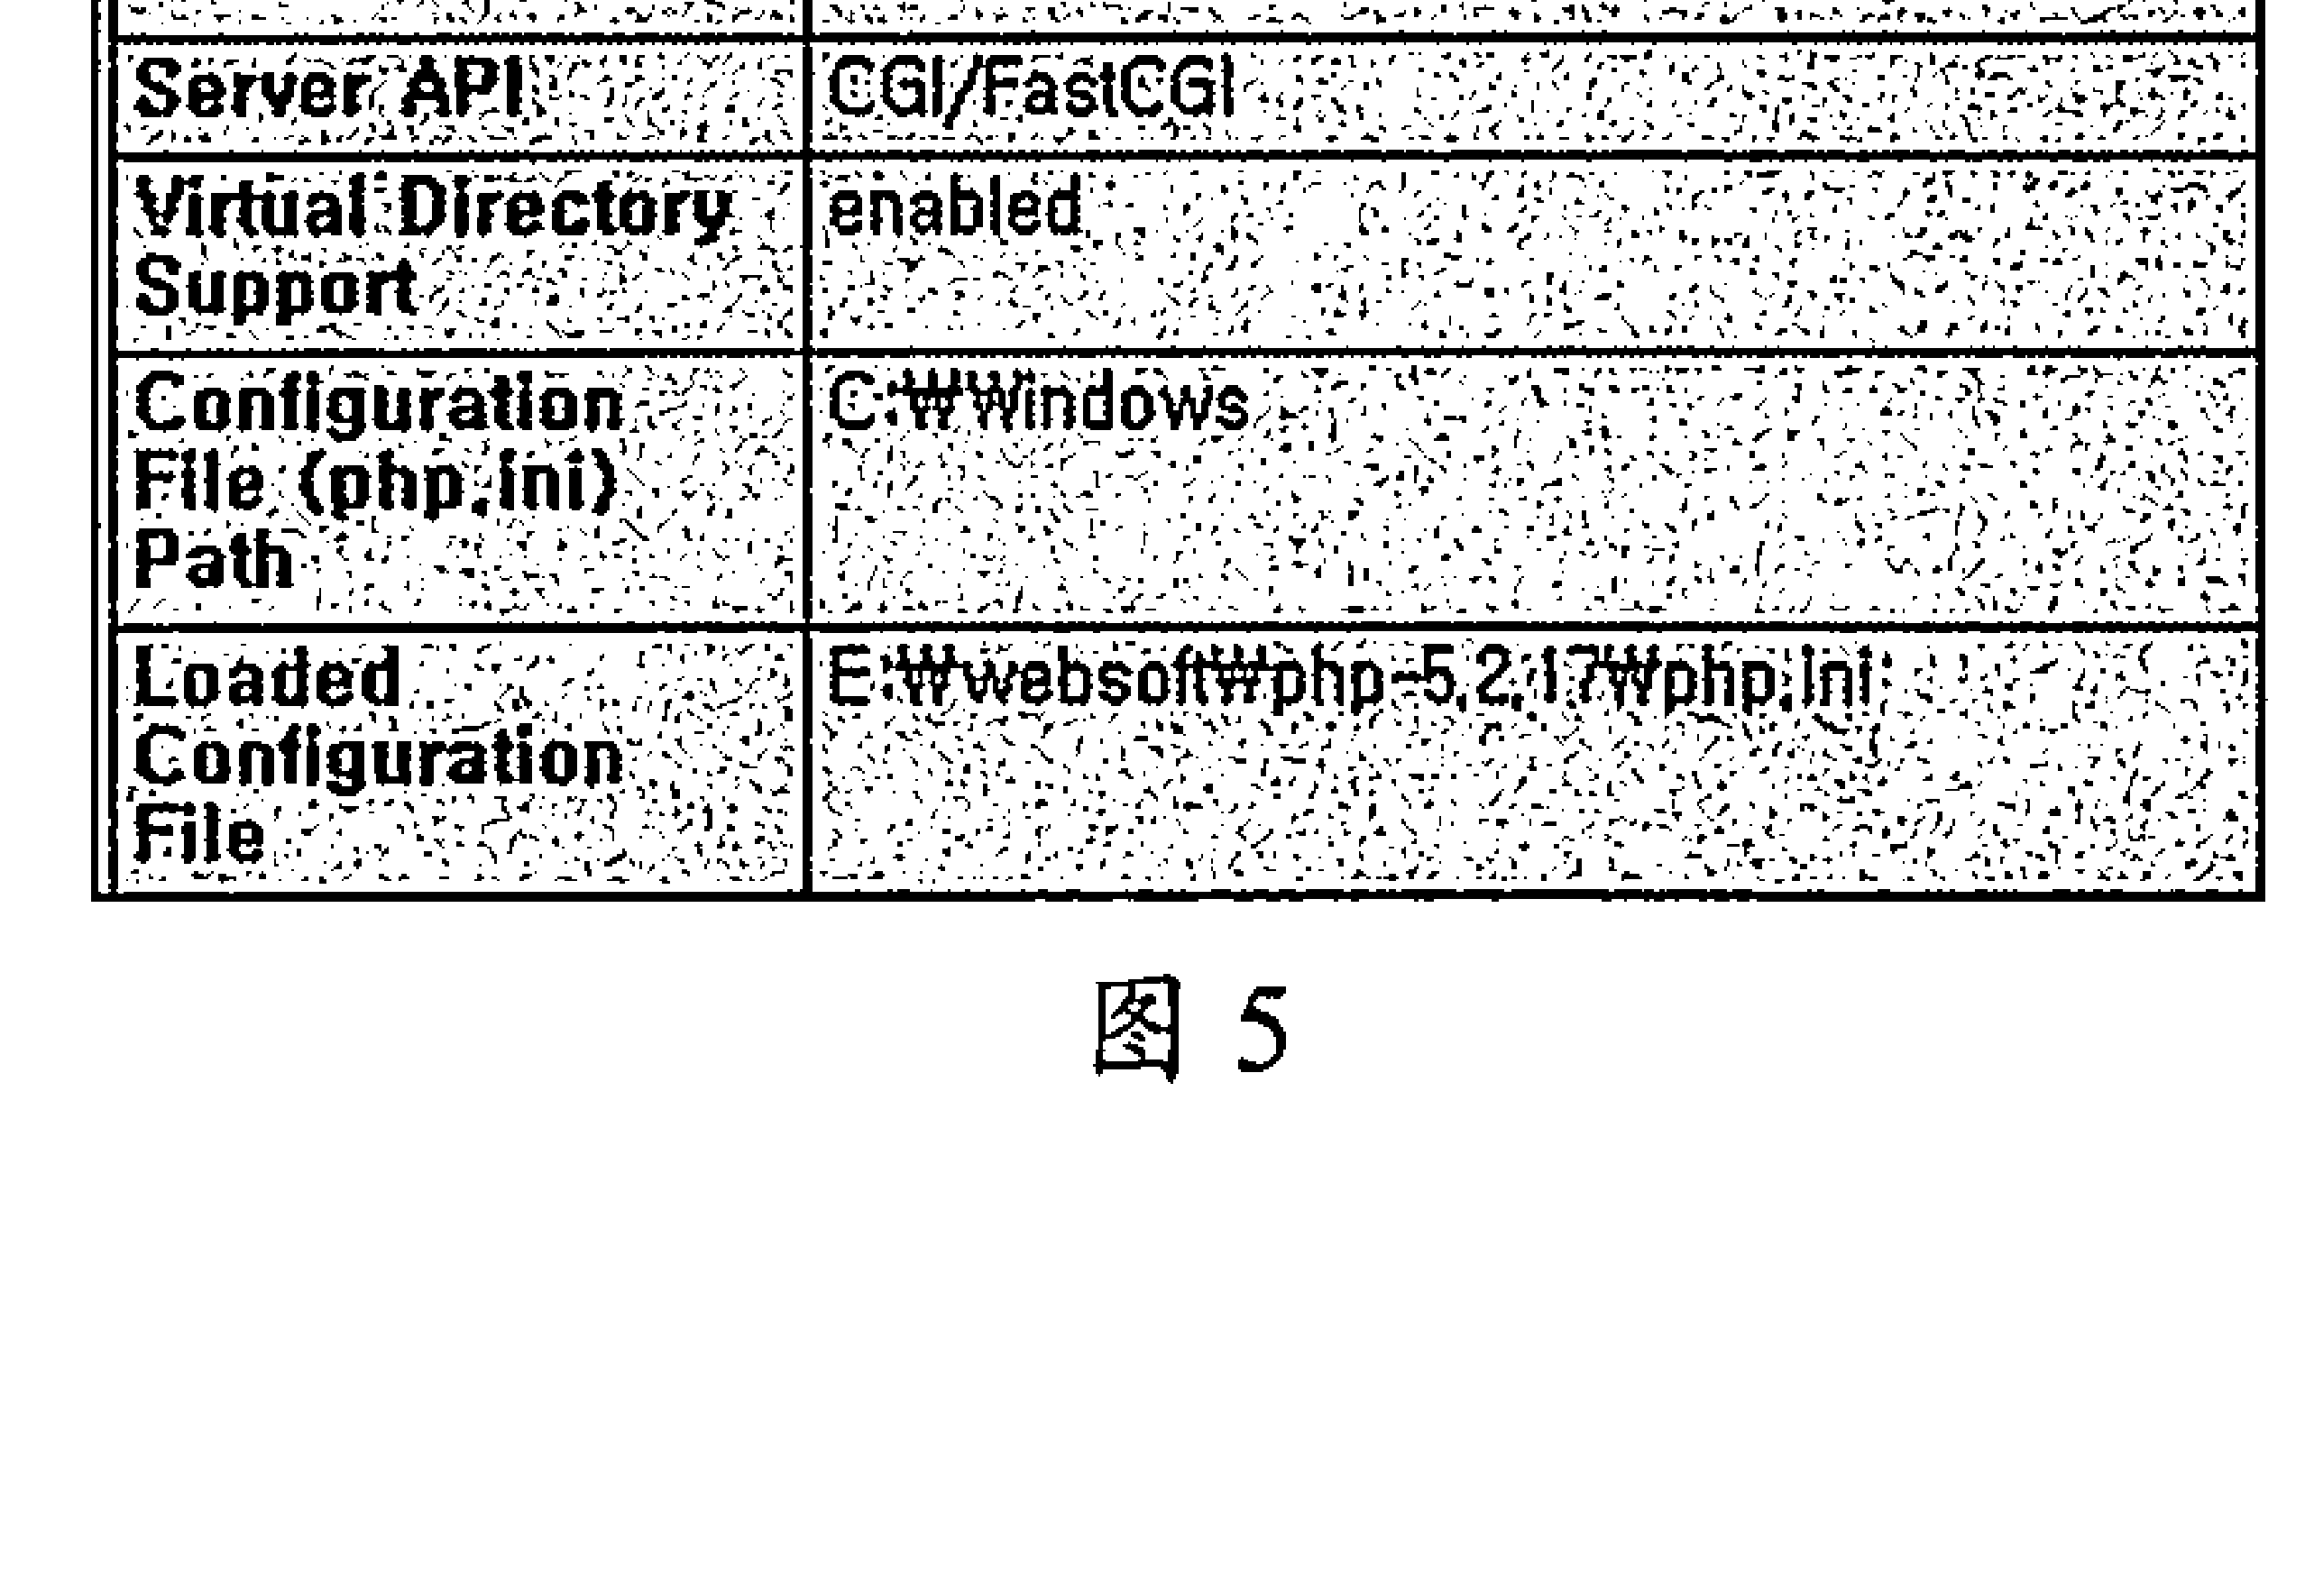 Server API CGI/FastCGI
Virtual Directory enabled
Support
Configuration C:₩Windows
File (php.ini)
Path
Loaded E:₩websoft₩php-5.2.17₩php.ini
Configuration
File
图 5